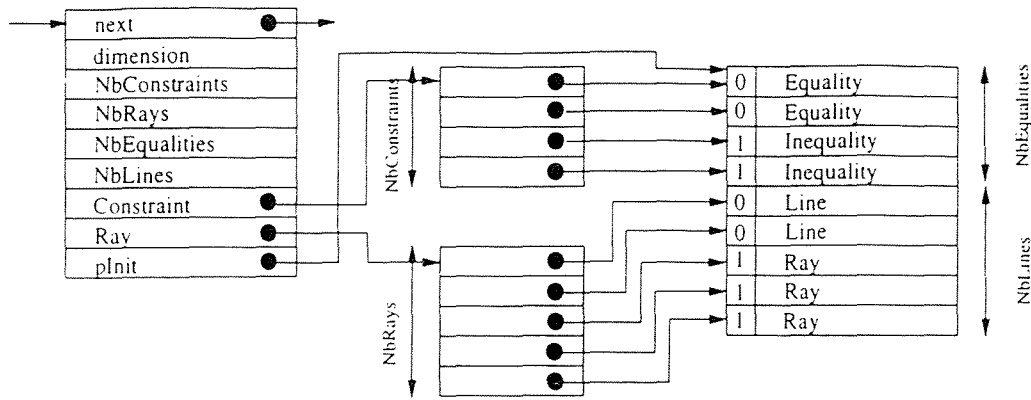 next
dimension
NbConstraints
NbRays
NbEqualities
NbLines
Constraint
Ray
pInit
NbConstraints
NbRays
0 Equality
0 Equality
1 Inequality
1 Inequality
0 Line
0 Line
1 Ray
1 Ray
1 Ray
NbEqualities
NbLines